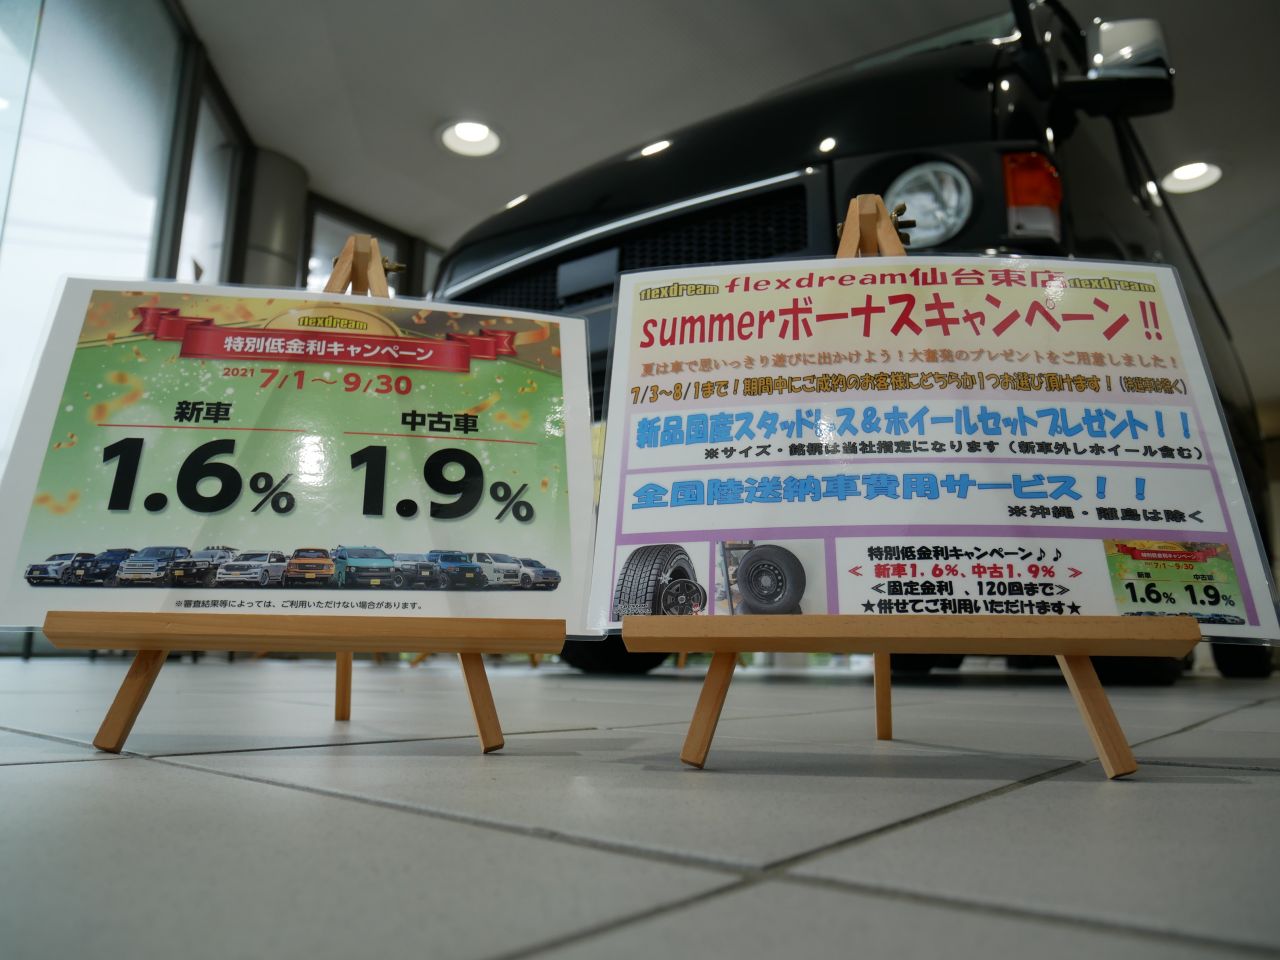 flexdream
特別低金利キャンペーン
2021 7/1～9/30
新車 中古車
1.6% 1.9%
※審査結果等によっては、ご利用いただけない場合があります。
flexdream flexdream仙台東店 flexdream
summerボーナスキャンペーン!!
夏は車で思いっきり遊びに出かけよう！大奮発のプレゼントをご用意しました！
7/3～8/1まで！期間中にご成約のお客様にどちらか1つお選び頂けます！
新品国産スタッドレス&ホイールセットプレゼント！！
※サイズ・銘柄は当社指定になります（新車外しホイール含む）
全国陸送納車費用サービス！！
※沖縄・離島は除く
特別低金利キャンペーン♪♪
≪ 新車1.6%、中古1.9% ≫
≪固定金利 、120回まで≫
★併せてご利用いただけます★
特別低金利キャンペーン
7/1～9/30
新車 中古車
1.6% 1.9%